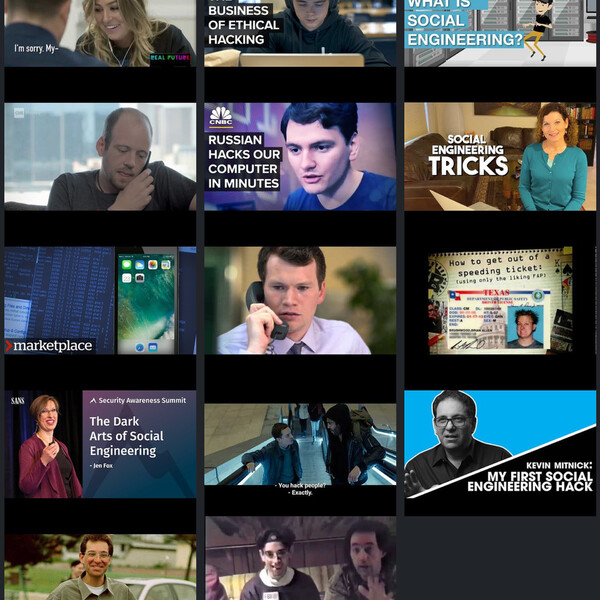 I'm sorry. My-
REAL FUTURE
BUSINESS OF ETHICAL
HACKING
WHAT IS
SOCIAL
ENGINEERING?
CNBC
RUSSIAN
HACKS OUR
COMPUTER
IN MINUTES
SOCIAL
ENGINEERING
TRICKS
marketplace
How to get out of a
speeding ticket:
(using only the liking FAP)
TEXAS
SANS
Security Awareness Summit
The Dark
Arts of Social
Engineering
- Jen Fox
- You hack people?
- Exactly.
KEVIN MITNICK:
MY FIRST SOCIAL
ENGINEERING HACK